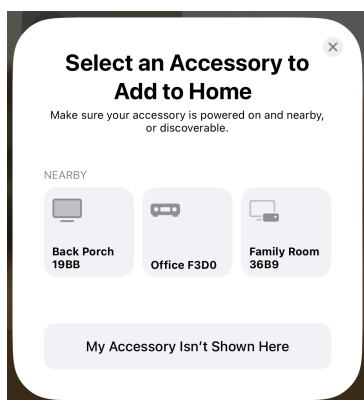 Select an Accessory to
Add to Home
Make sure your accessory is powered on and nearby,
or discoverable.
NEARBY
Back Porch
19BB
Office F3D0
Family Room
36B9
My Accessory Isn’t Shown Here